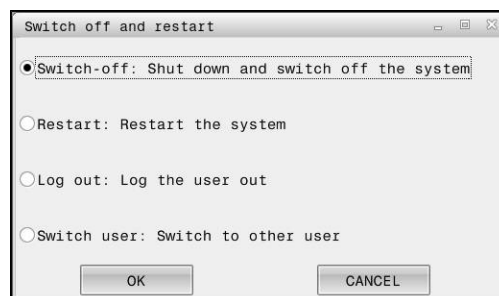 Switch off and restart
Switch-off: Shut down and switch off the system
Restart: Restart the system
Log out: Log the user out
Switch user: Switch to other user
OK CANCEL